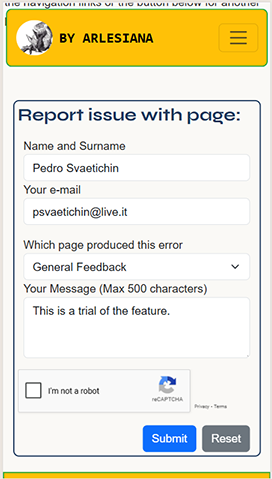 the navigation links or the button below for another
BY ARLESIANA
Report issue with page:
Name and Surname
Pedro Svaetichin
Your e-mail
psvaetichin@live.it
Which page produced this error
General Feedback
Your Message (Max 500 characters)
This is a trial of the feature.
I'm not a robot
reCAPTCHA
Privacy - Terms
Submit
Reset